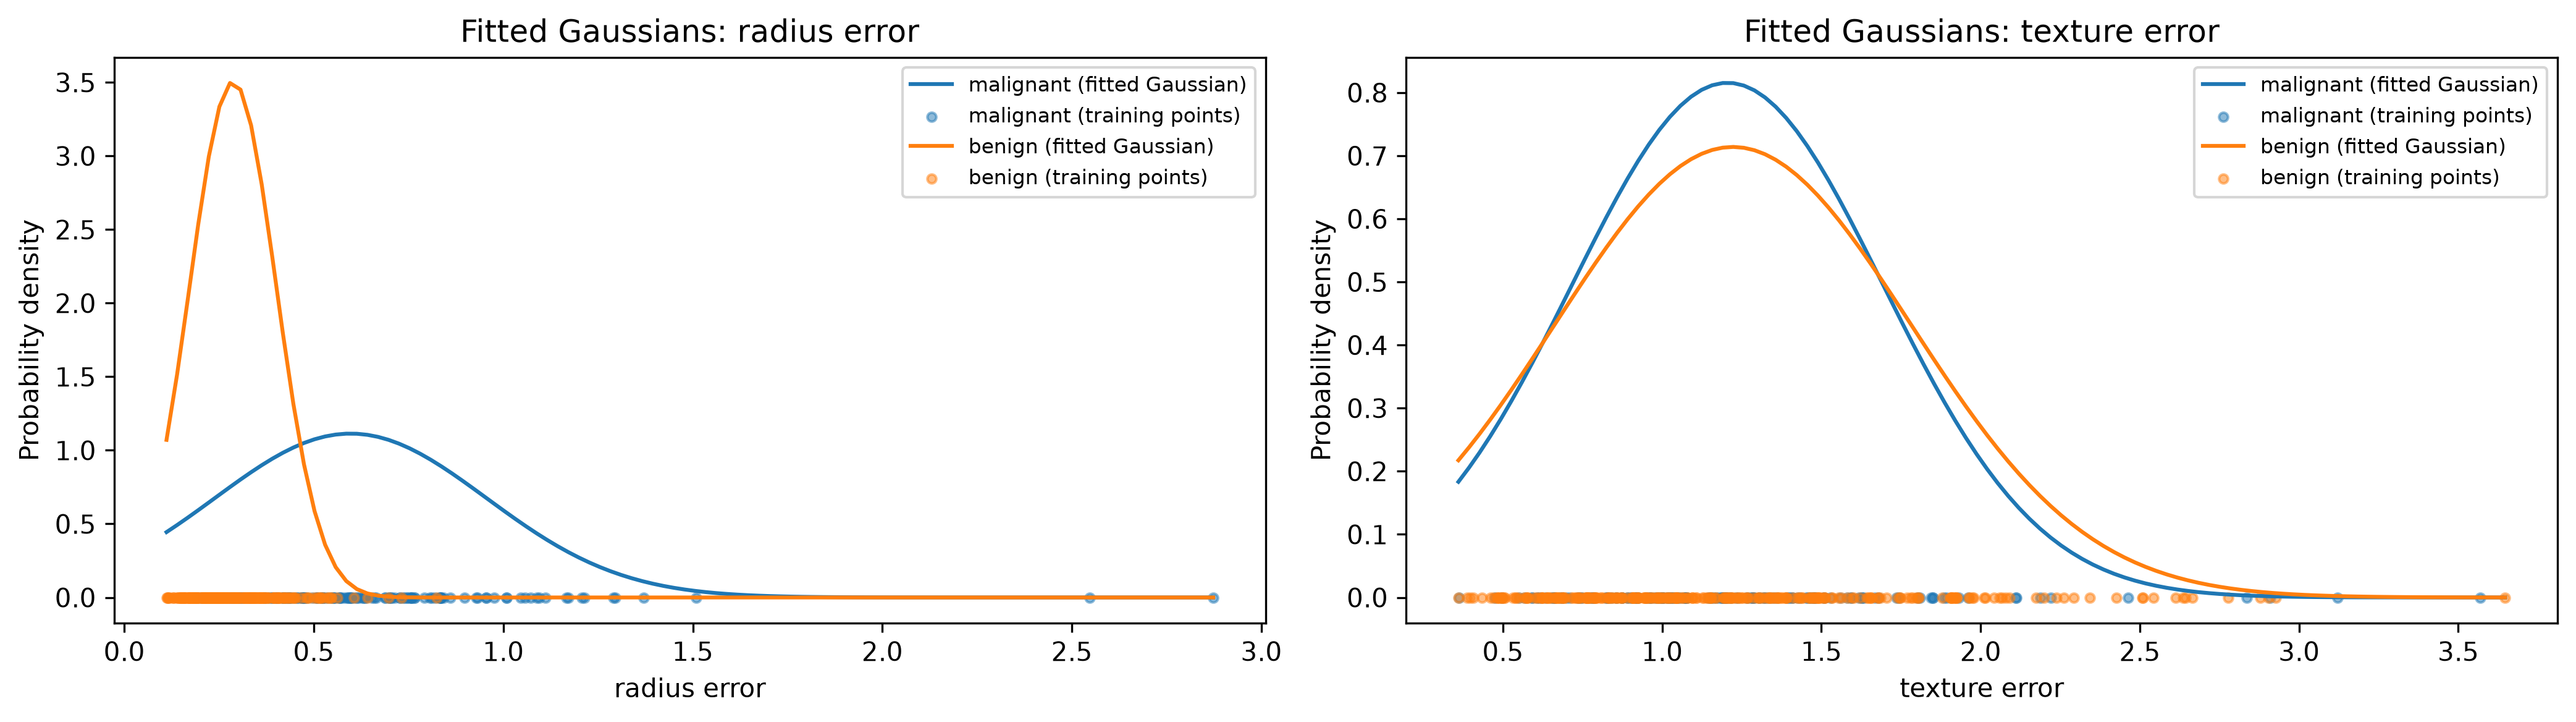 Fitted Gaussians: radius error
3.5
3.0
2.5
2.0
1.5
1.0
0.5
0.0
Probability density
malignant (fitted Gaussian)
malignant (training points)
benign (fitted Gaussian)
benign (training points)
0.0 0.5 1.0 1.5 2.0 2.5 3.0
radius error
Fitted Gaussians: texture error
0.8
0.7
0.6
0.5
0.4
0.3
0.2
0.1
0.0
Probability density
malignant (fitted Gaussian)
malignant (training points)
benign (fitted Gaussian)
benign (training points)
0.5 1.0 1.5 2.0 2.5 3.0 3.5
texture error